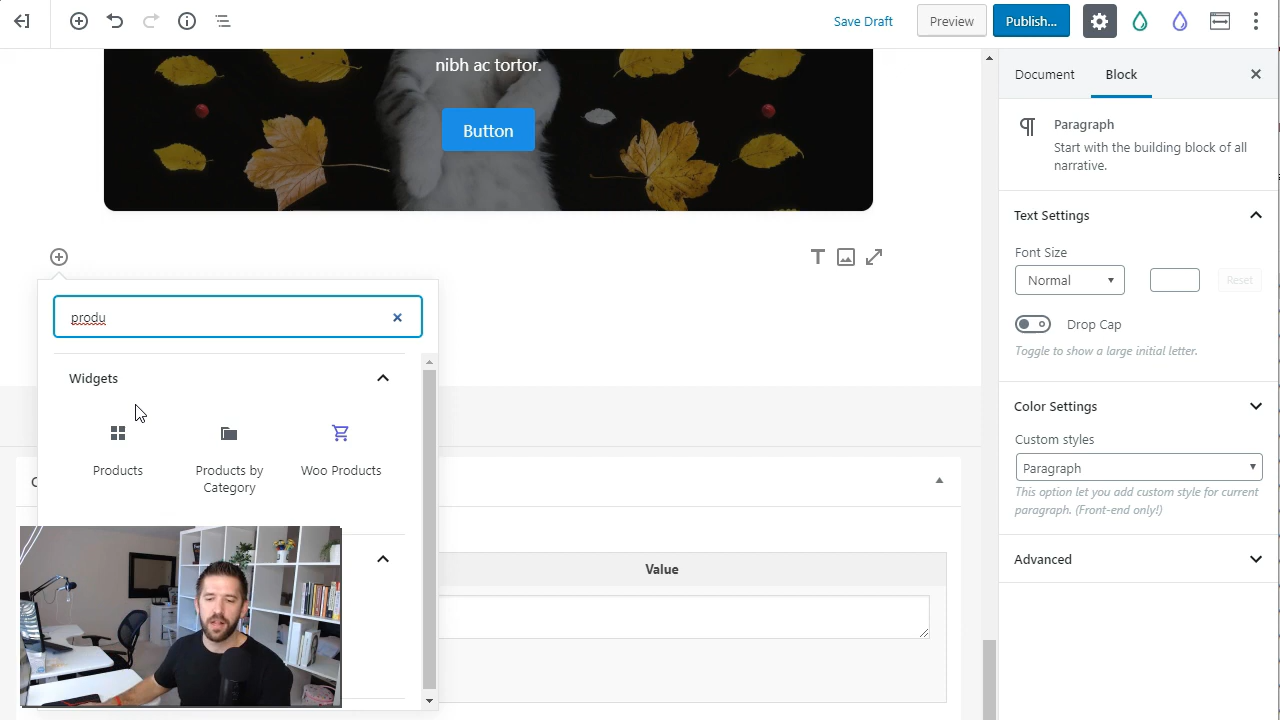 Save Draft
Preview
Publish...
nibh ac tortor.
Button
produ
Widgets
Products
Products by
Category
Woo Products
Value
Document
Block
Paragraph
Start with the building block of all
narrative.
Text Settings
Font Size
Normal
Reset
Drop Cap
Toggle to show a large initial letter.
Color Settings
Custom styles
Paragraph
This option let you add custom style for current
paragraph. (Front-end only!)
Advanced